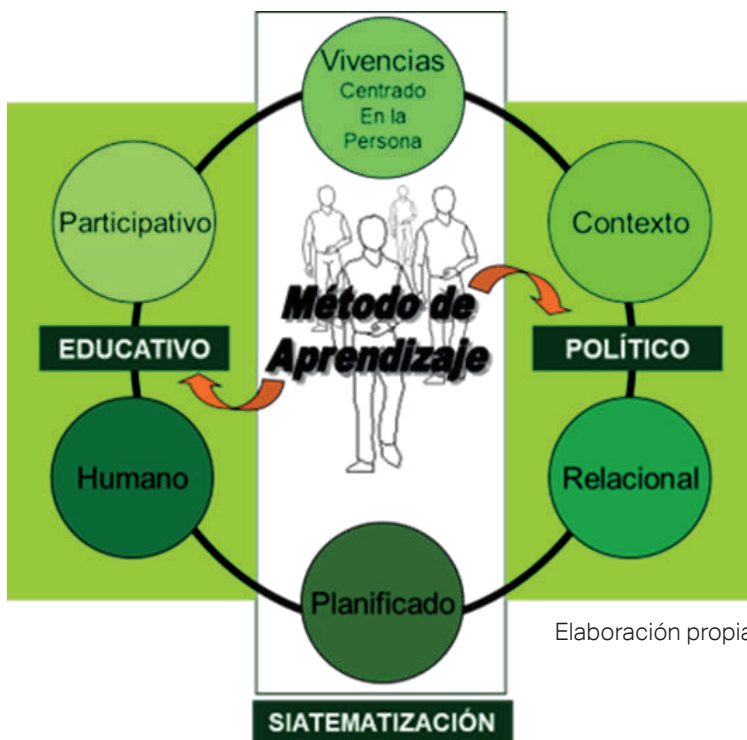 Vivencias
Centrado
En la
Persona
Participativo
Contexto
Método de
Aprendizaje
EDUCATIVO
POLÍTICO
Humano
Relacional
Planificado
Elaboración propia
SIATEMATIZACIÓN